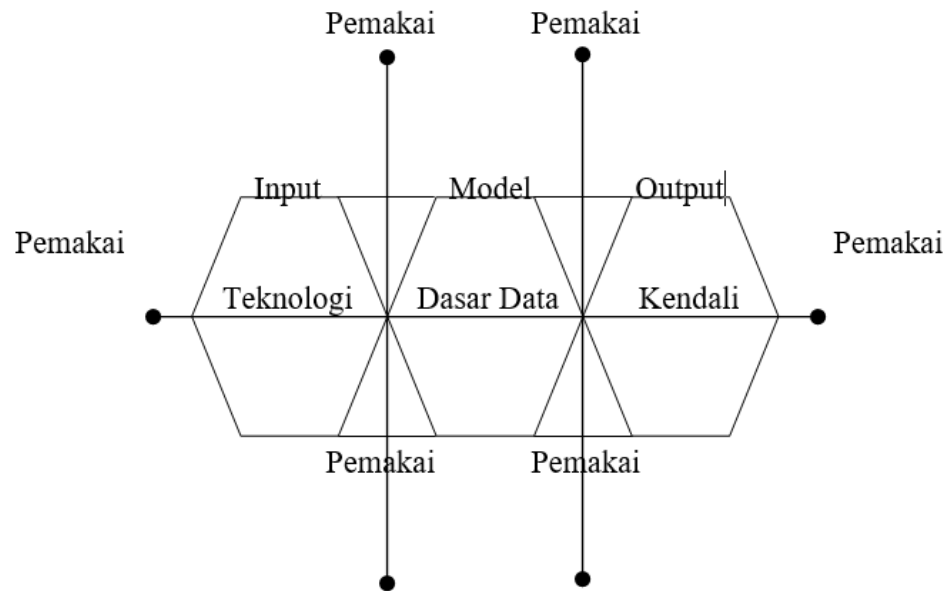 Pemakai Pemakai
Input Model Output
Pemakai Pemakai
Teknologi Dasar Data Kendali
Pemakai Pemakai